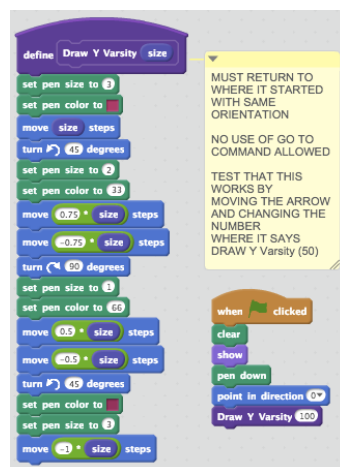 define Draw Y Varsity size
set pen size to 3
set pen color to
move size steps
turn 45 degrees
set pen size to 2
set pen color to 33
move 0.75 * size steps
move -0.75 * size steps
turn 90 degrees
set pen size to 1
set pen color to 66
move 0.5 * size steps
move -0.5 * size steps
turn 45 degrees
set pen color to
set pen size to 3
move -1 * size steps
MUST RETURN TO
WHERE IT STARTED
WITH SAME
ORIENTATION
NO USE OF GO TO
COMMAND ALLOWED
TEST THAT THIS
WORKS BY
MOVING THE ARROW
AND CHANGING THE
NUMBER
WHERE IT SAYS
DRAW Y Varsity (50)
when clicked
clear
show
pen down
point in direction 0
Draw Y Varsity 100